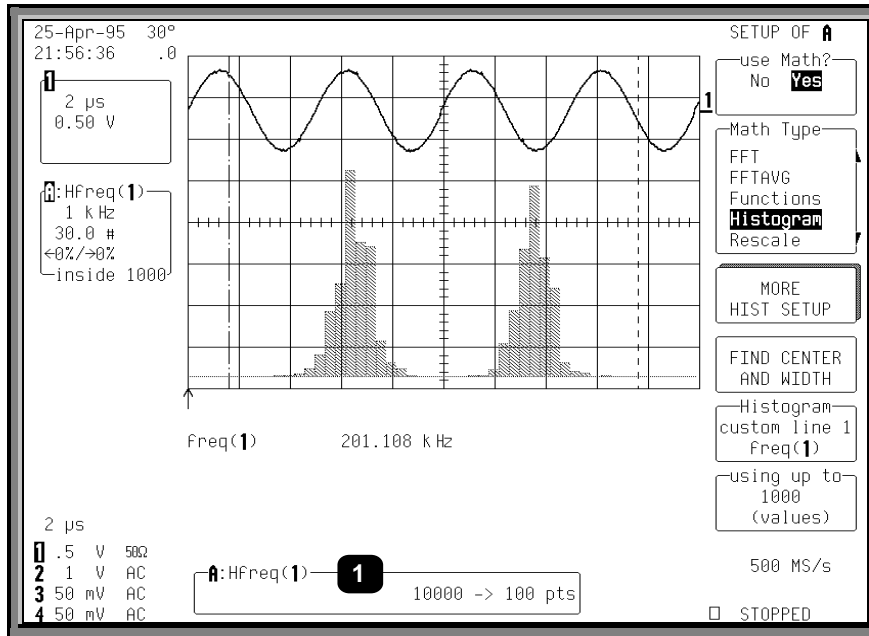 25-Apr-95 30°
21:56:36 .0
1
2 µs
0.50 V
A:Hfreq(1)
1 kHz
30.0 #
←0%/→0%
inside 1000
1
freq(1) 201.108 kHz
2 µs
1 .5 V 50Ω
2 1 V AC
3 50 mV AC
4 50 mV AC
A:Hfreq(1) 1
10000 -> 100 pts
SETUP OF A
use Math?
No Yes
Math Type
FFT
FFTAVG
Functions
Histogram
Rescale
MORE
HIST SETUP
FIND CENTER
AND WIDTH
Histogram
custom line 1
freq(1)
using up to
1000
(values)
500 MS/s
STOPPED